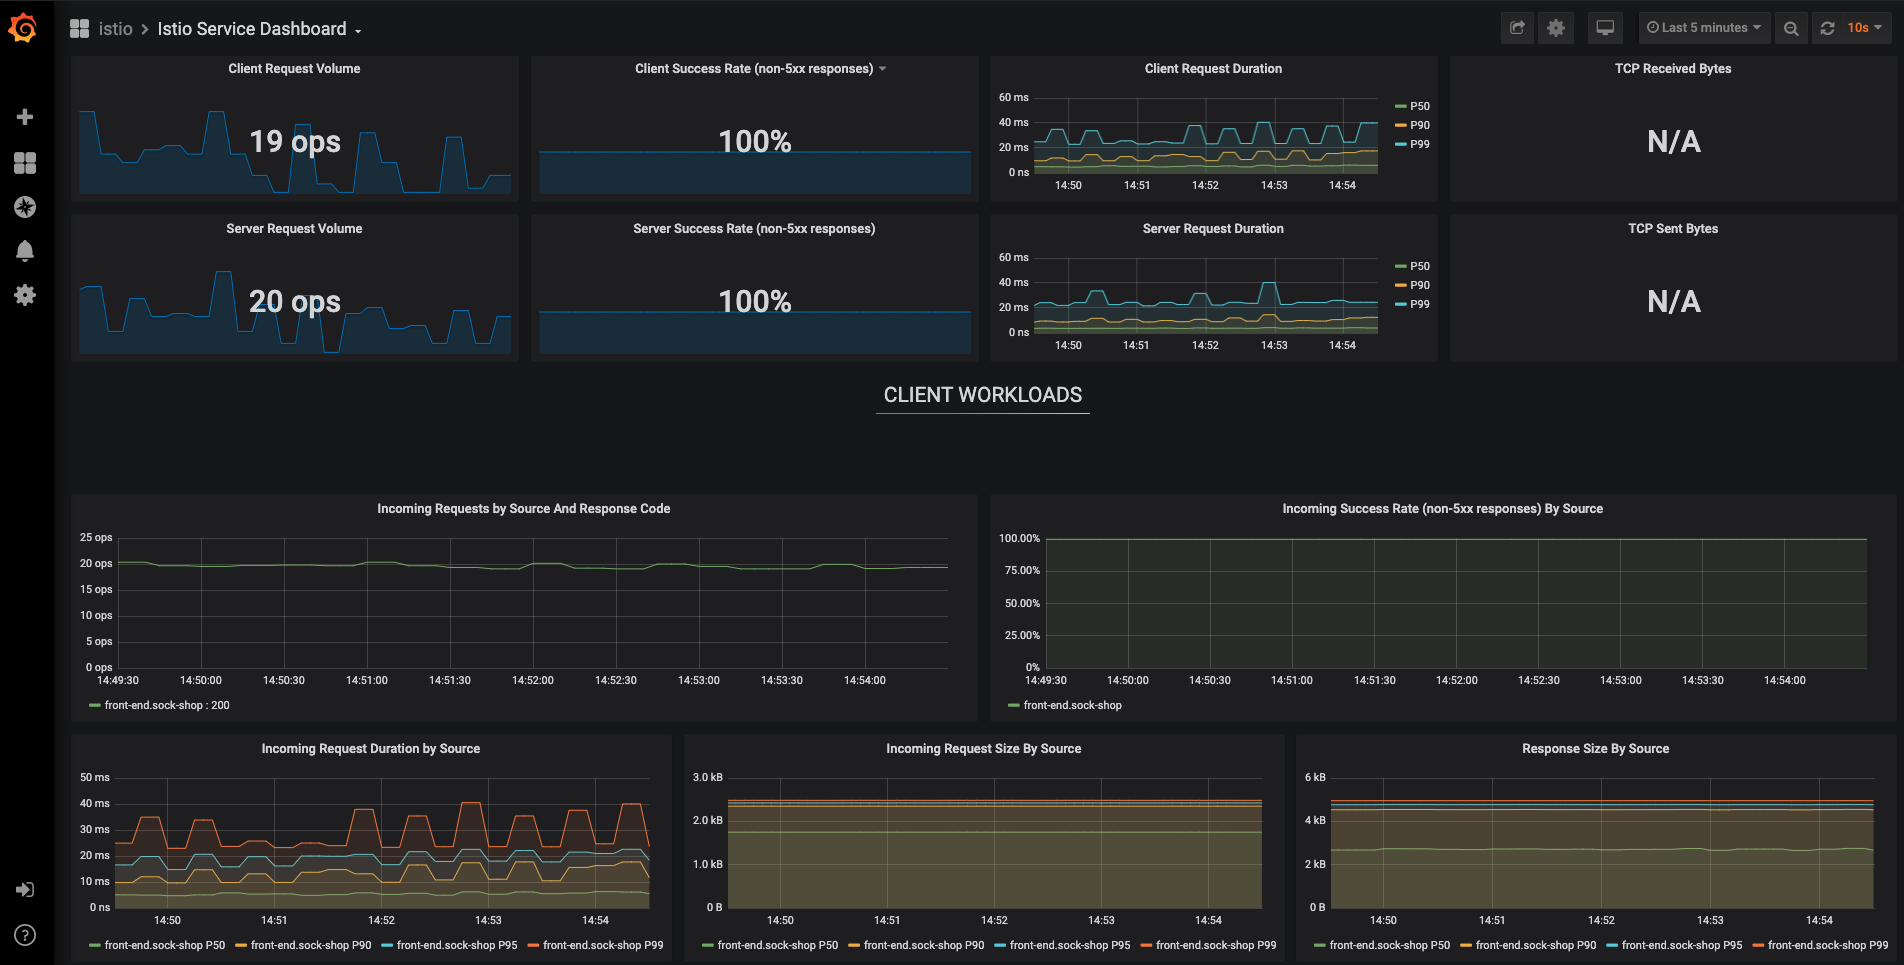 istio > Istio Service Dashboard
Last 5 minutes
10s
Client Request Volume
19 ops
Client Success Rate (non-5xx responses)
100%
Client Request Duration
60 ms
40 ms
20 ms
0 ns
14:50 14:51 14:52 14:53 14:54
P50
P90
P99
TCP Received Bytes
N/A
Server Request Volume
20 ops
Server Success Rate (non-5xx responses)
100%
Server Request Duration
60 ms
40 ms
20 ms
0 ns
14:50 14:51 14:52 14:53 14:54
P50
P90
P99
TCP Sent Bytes
N/A
CLIENT WORKLOADS
Incoming Requests by Source And Response Code
25 ops
20 ops
15 ops
10 ops
5 ops
0 ops
14:49:30 14:50:00 14:50:30 14:51:00 14:51:30 14:52:00 14:52:30 14:53:00 14:53:30 14:54:00
front-end.sock-shop : 200
Incoming Success Rate (non-5xx responses) By Source
100.00%
75.00%
50.00%
25.00%
0%
14:49:30 14:50:00 14:50:30 14:51:00 14:51:30 14:52:00 14:52:30 14:53:00 14:53:30 14:54:00
front-end.sock-shop
Incoming Request Duration by Source
50 ms
40 ms
30 ms
20 ms
10 ms
0 ns
14:50 14:51 14:52 14:53 14:54
front-end.sock-shop P50 front-end.sock-shop P90 front-end.sock-shop P95 front-end.sock-shop P99
Incoming Request Size By Source
3.0 kB
2.0 kB
1.0 kB
0 B
14:50 14:51 14:52 14:53 14:54
front-end.sock-shop P50 front-end.sock-shop P90 front-end.sock-shop P95 front-end.sock-shop P99
Response Size By Source
6 kB
4 kB
2 kB
0 B
14:50 14:51 14:52 14:53 14:54
front-end.sock-shop P50 front-end.sock-shop P90 front-end.sock-shop P95 front-end.sock-shop P99